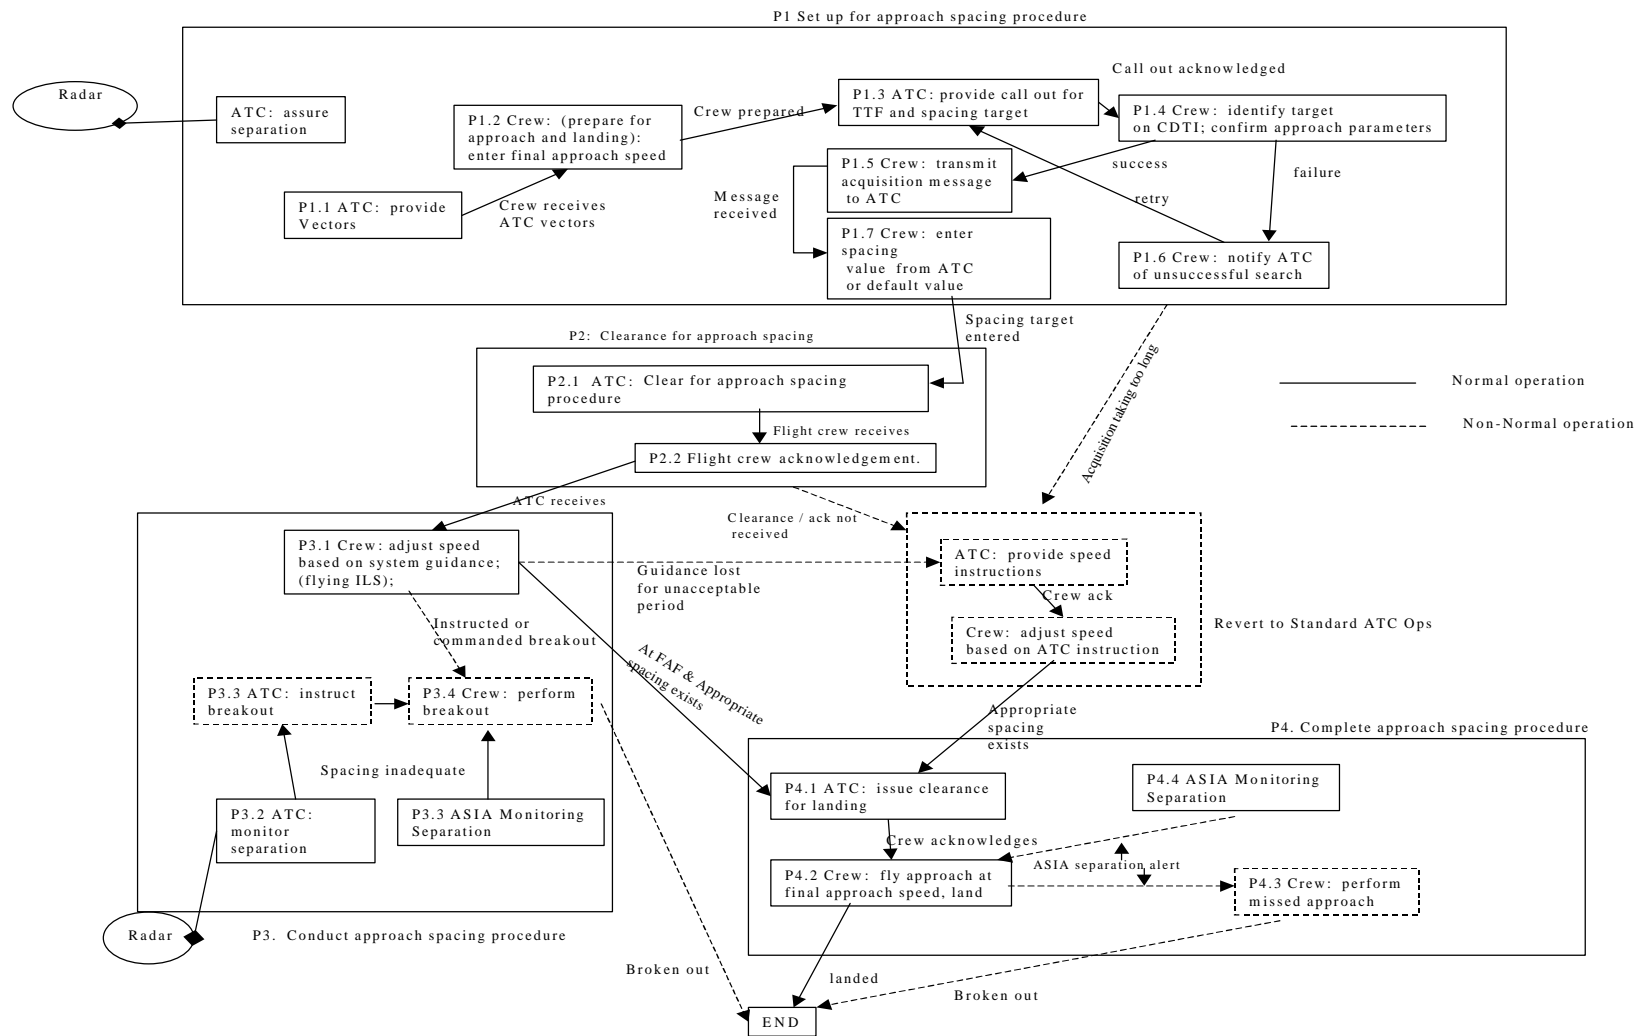 P1 Set up for approach spacing procedure
Radar
ATC: assure
separation
P1.1 ATC: provide
Vectors
Crew receives
ATC vectors
P1.2 Crew: (prepare for
approach and landing):
enter final approach speed
Crew prepared
P1.3 ATC: provide call out for
TTF and spacing target
Call out acknowledged
P1.4 Crew: identify target
on CDTI; confirm approach parameters
success
failure
retry
P1.5 Crew: transmit
acquisition message
to ATC
Message
received
P1.7 Crew: enter
spacing
value from ATC
or default value
P1.6 Crew: notify ATC
of unsuccessful search
Spacing target
entered
Acquisition taking too long
P2: Clearance for approach spacing
P2.1 ATC: Clear for approach spacing
procedure
Flight crew receives
P2.2 Flight crew acknowledgement.
ATC receives
Clearance / ack not
received
Normal operation
Non-Normal operation
P3.1 Crew: adjust speed
based on system guidance;
(flying ILS);
Guidance lost
for unacceptable
period
Instructed or
commanded breakout
At FAF & Appropriate
spacing exists
ATC: provide speed
instructions
Crew ack
Crew: adjust speed
based on ATC instruction
Revert to Standard ATC Ops
Appropriate
spacing
exists
P3.3 ATC: instruct
breakout
P3.4 Crew: perform
breakout
Spacing inadequate
P3.2 ATC:
monitor
separation
P3.3 ASIA Monitoring
Separation
Radar
P3. Conduct approach spacing procedure
P4. Complete approach spacing procedure
P4.1 ATC: issue clearance
for landing
P4.4 ASIA Monitoring
Separation
Crew acknowledges
ASIA separation alert
P4.2 Crew: fly approach at
final approach speed, land
P4.3 Crew: perform
missed approach
Broken out
landed
Broken out
END